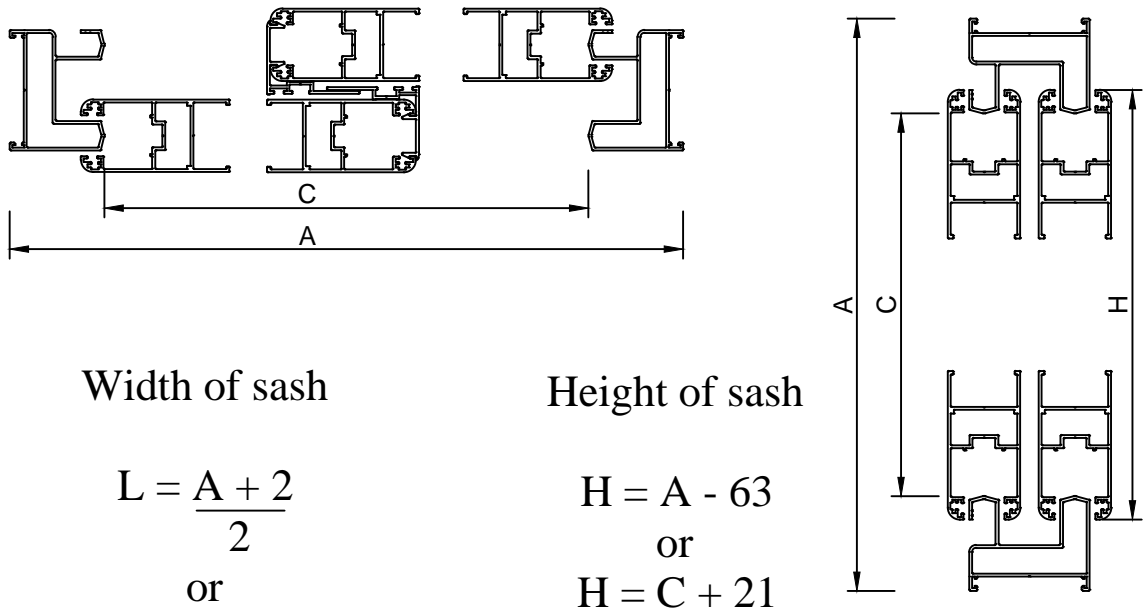 C
A
A
C
H
Width of sash
L = A + 2
2
or
Height of sash
H = A - 63
or
H = C + 21